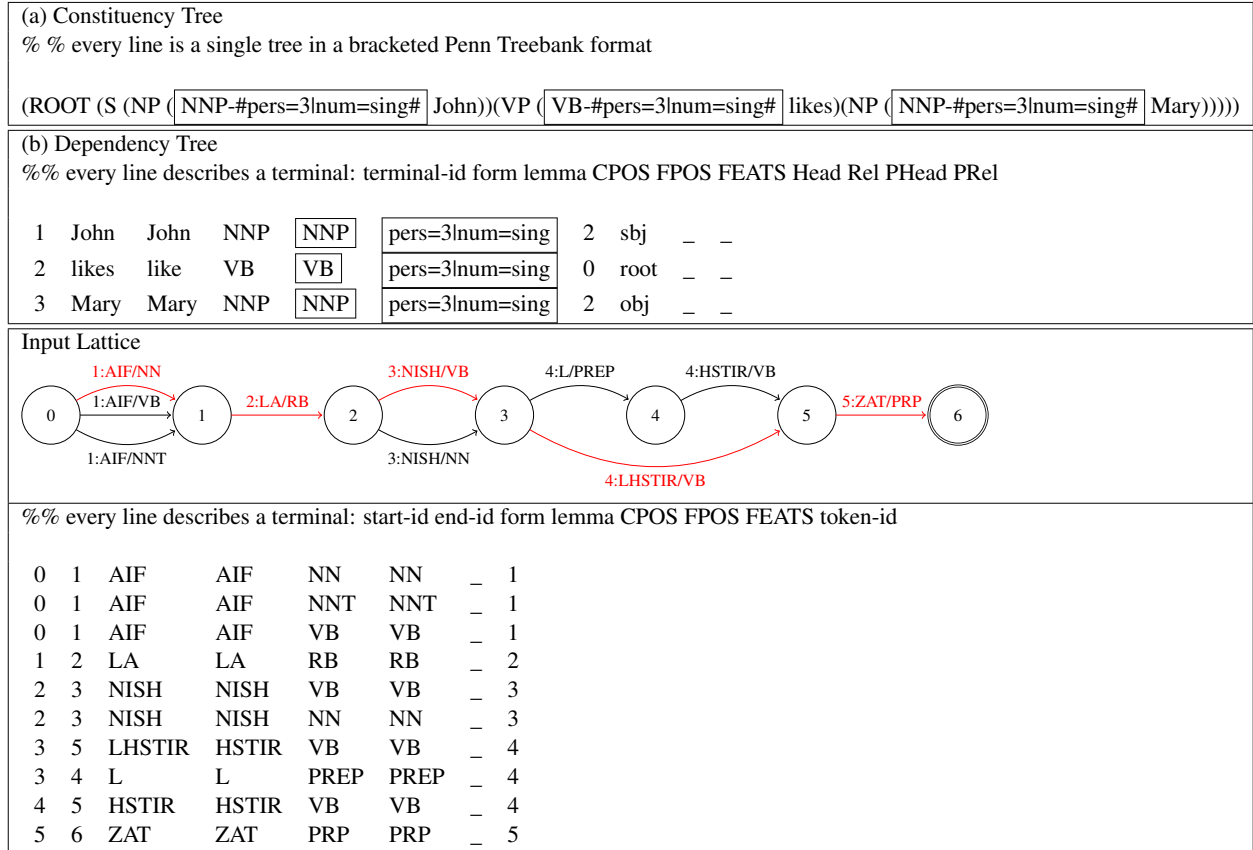 (a) Constituency Tree
% % every line is a single tree in a bracketed Penn Treebank format
(ROOT (S (NP ( NNP-#pers=3|num=sing# John))(VP ( VB-#pers=3|num=sing# likes)(NP ( NNP-#pers=3|num=sing# Mary)))))
(b) Dependency Tree
%% every line describes a terminal: terminal-id form lemma CPOS FPOS FEATS Head Rel PHead PRel
1 John John NNP NNP pers=3|num=sing 2 sbj _ _
2 likes like VB VB pers=3|num=sing 0 root _ _
3 Mary Mary NNP NNP pers=3|num=sing 2 obj _ _
Input Lattice
1:AIF/NN 3:NISH/VB 4:L/PREP 4:HSTIR/VB
1:AIF/VB 2:LA/RB 5:ZAT/PRP
0 1 2 3 4 5 6
1:AIF/NNT 3:NISH/NN
4:LHSTIR/VB
%% every line describes a terminal: start-id end-id form lemma CPOS FPOS FEATS token-id
0 1 AIF AIF NN NN _ 1
0 1 AIF AIF NNT NNT _ 1
0 1 AIF AIF VB VB _ 1
1 2 LA LA RB RB _ 2
2 3 NISH NISH VB VB _ 3
2 3 NISH NISH NN NN _ 3
3 5 LHSTIR HSTIR VB VB _ 4
3 4 L L PREP PREP _ 4
4 5 HSTIR HSTIR VB VB _ 4
5 6 ZAT ZAT PRP PRP _ 5